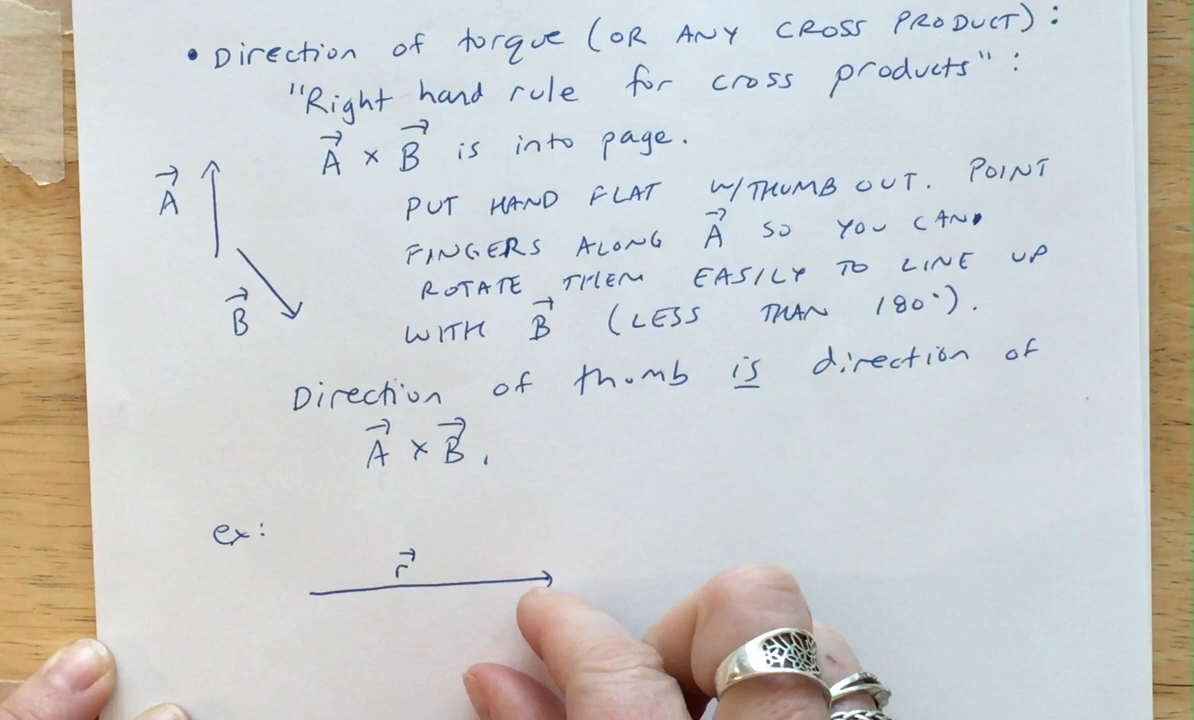 • Direction of torque (OR ANY CROSS PRODUCT):
"Right hand rule for cross products":
A⃗ × B⃗ is into page.
A⃗
PUT HAND FLAT W/THUMB OUT. POINT
FINGERS ALONG A⃗ SO YOU CAN
ROTATE THEM EASILY TO LINE UP
B⃗
WITH B⃗ (LESS THAN 180°).
Direction of thumb is direction of
A⃗ × B⃗.
ex:
r⃗